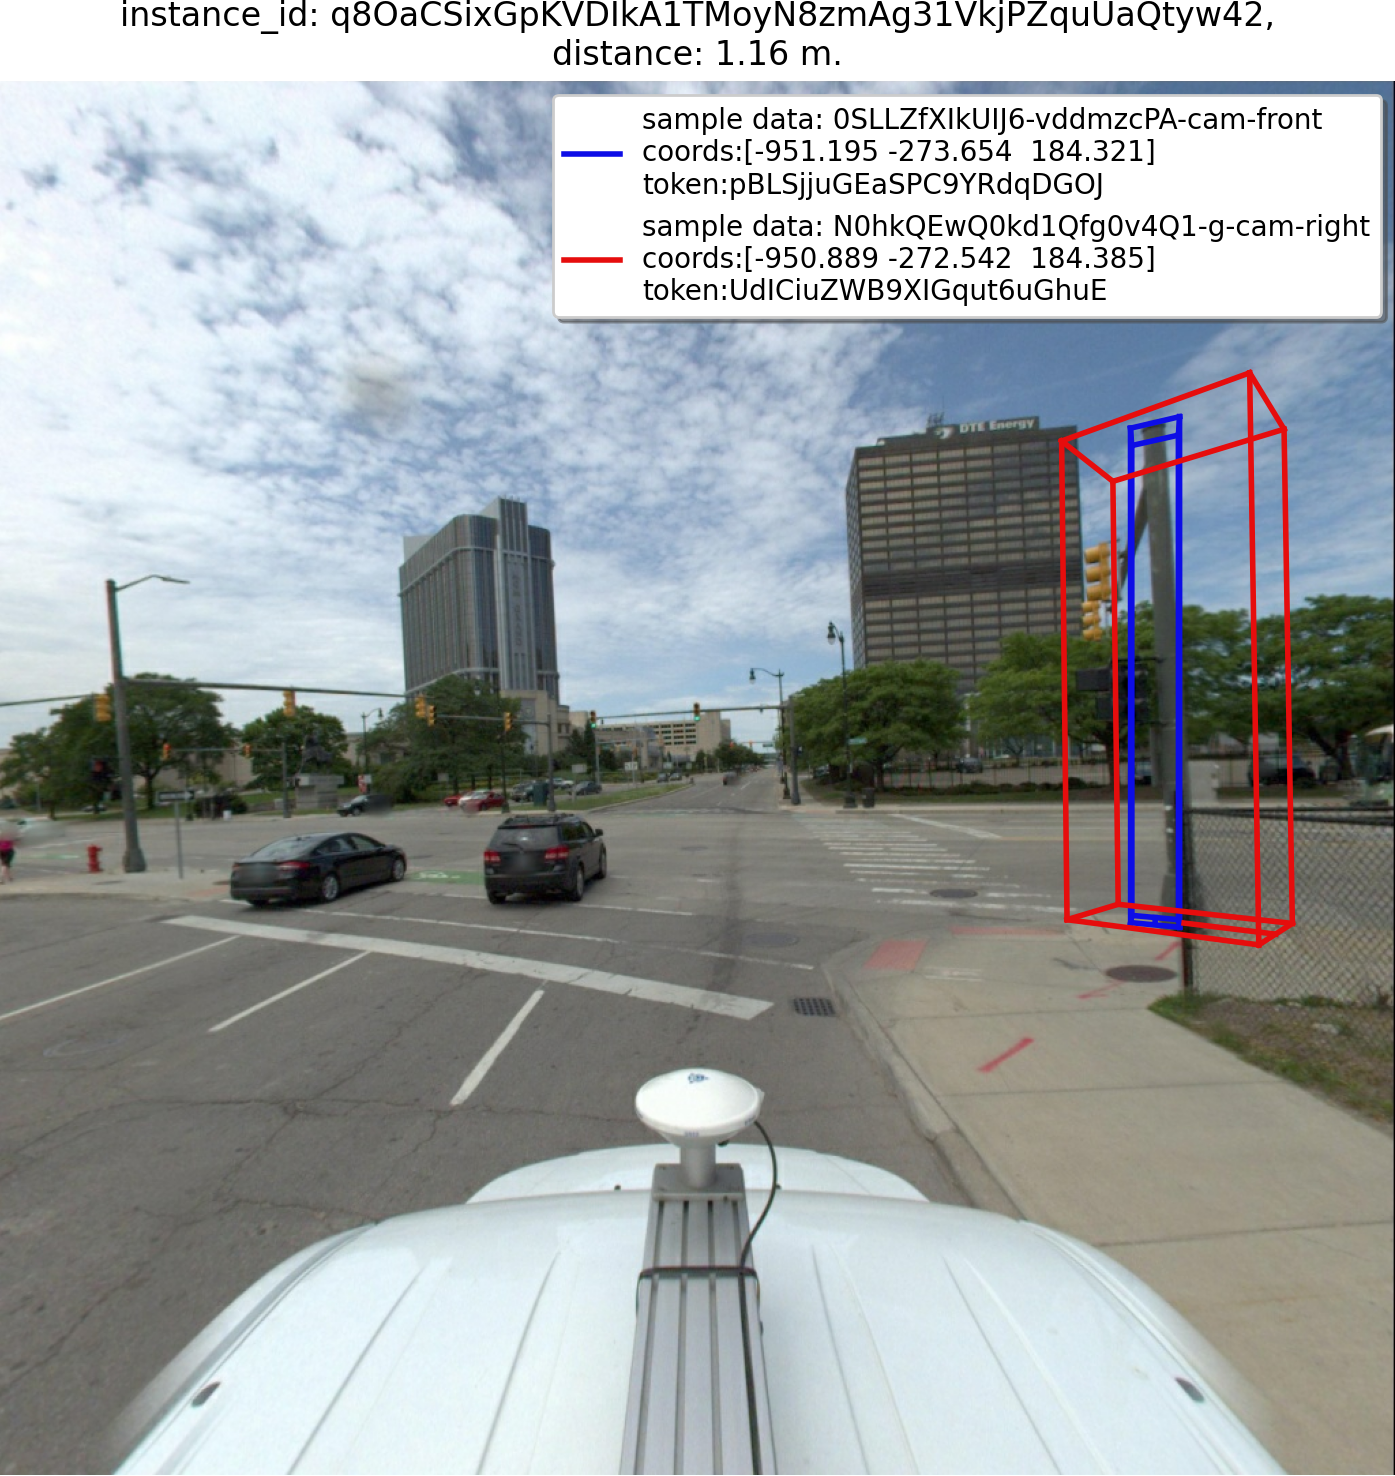 instance_id: q8OaCSixGpKVDIkA1TMoyN8zmAg31VkjPZquUaQtyw42,
distance: 1.16 m.
sample data: 0SLLZfXIkUIJ6-vddmzcPA-cam-front
coords:[-951.195 -273.654 184.321]
token:pBLSjjuGEaSPC9YRdqDGOJ
sample data: N0hkQEwQ0kd1Qfg0v4Q1-g-cam-right
coords:[-950.889 -272.542 184.385]
token:UdICiuZWB9XIGqut6uGhuE
DTE Energy